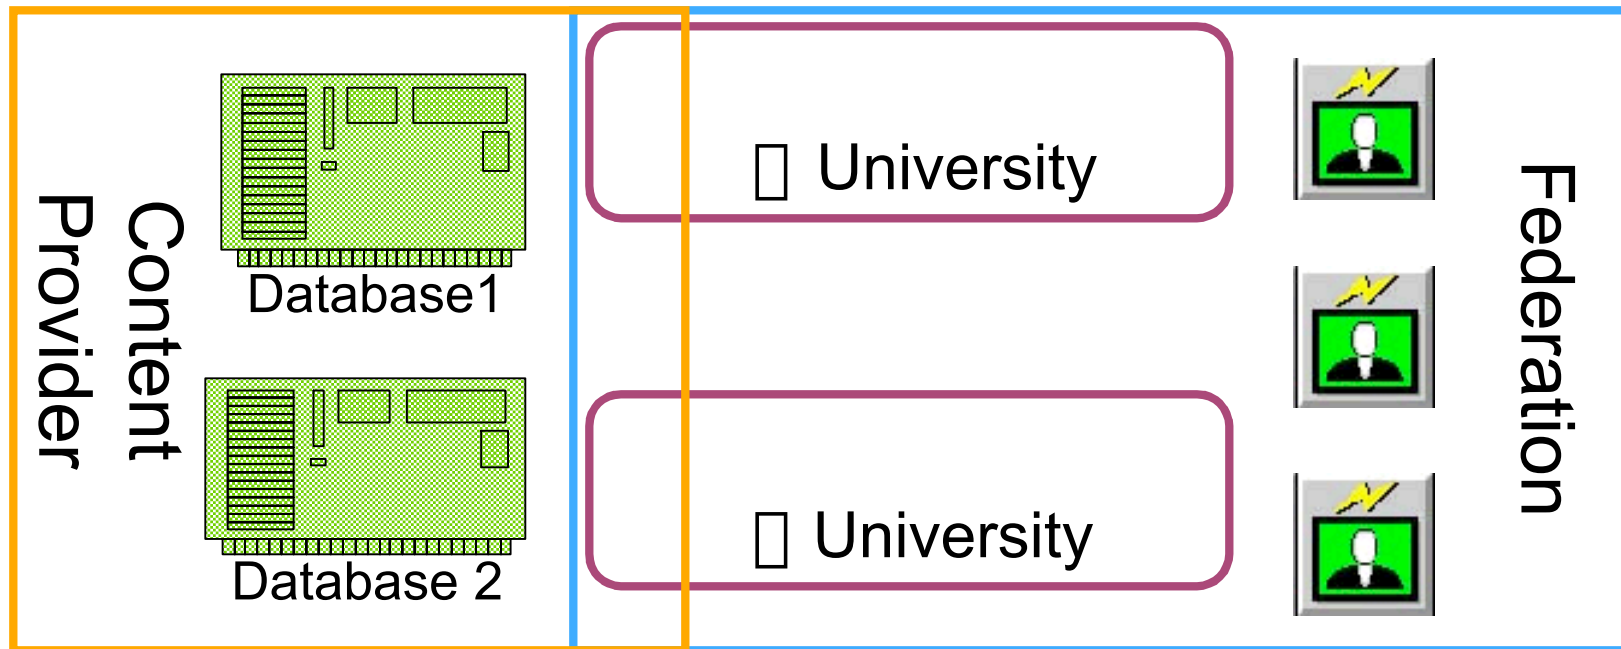 Content
Provider
Database1
Database 2
University
University
Federation